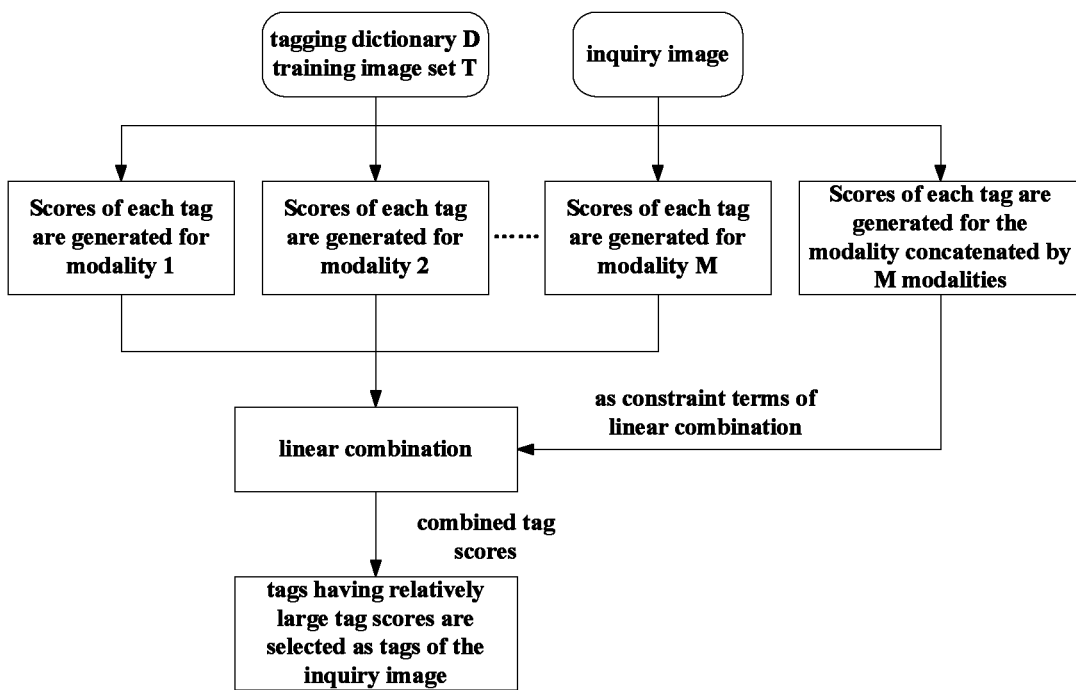 tagging dictionary D
training image set T
inquiry image
Scores of each tag
are generated for
modality 1
Scores of each tag
are generated for
modality 2
......
Scores of each tag
are generated for
modality M
Scores of each tag are
generated for the
modality concatenated by
M modalities
as constraint terms of
linear combination
linear combination
combined tag
scores
tags having relatively
large tag scores are
selected as tags of the
inquiry image